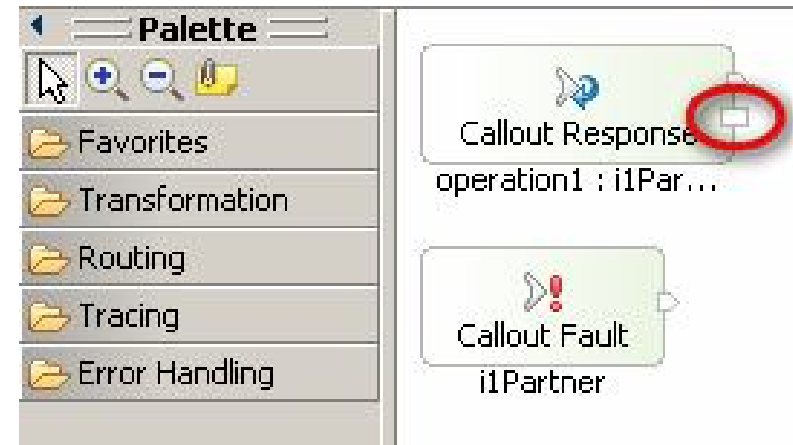 Palette
Favorites
Transformation
Routing
Tracing
Error Handling
Callout Response
operation1 : i1Par...
Callout Fault
i1Partner